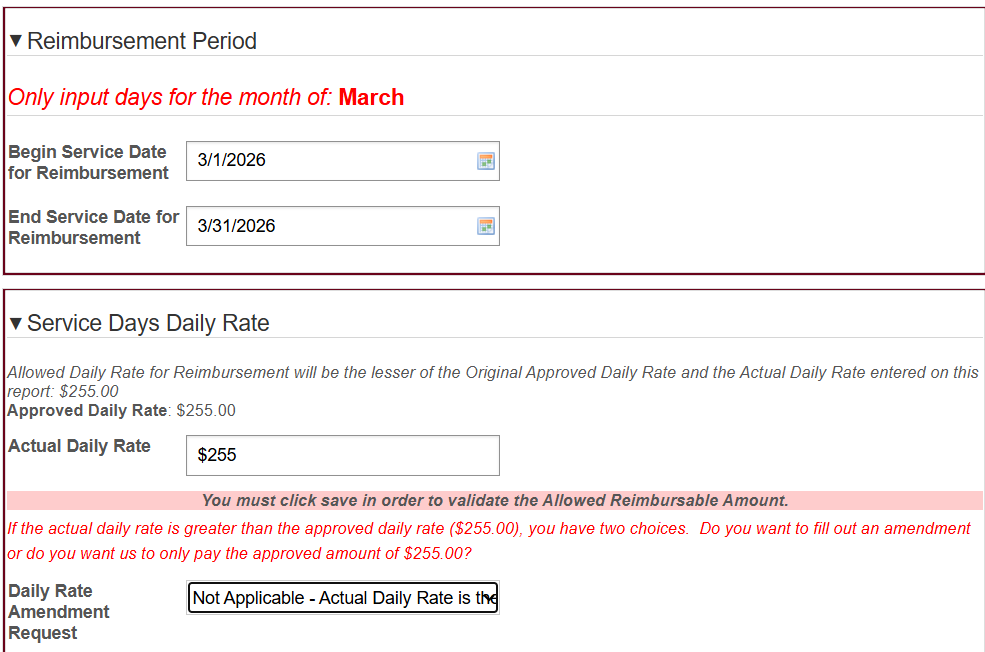 ▼ Reimbursement Period
Only input days for the month of: March
Begin Service Date
for Reimbursement
3/1/2026
End Service Date for
Reimbursement
3/31/2026
▼ Service Days Daily Rate
Allowed Daily Rate for Reimbursement will be the lesser of the Original Approved Daily Rate and the Actual Daily Rate entered on this
report: $255.00
Approved Daily Rate: $255.00
Actual Daily Rate
$255
You must click save in order to validate the Allowed Reimbursable Amount.
If the actual daily rate is greater than the approved daily rate ($255.00), you have two choices.  Do you want to fill out an amendment
or do you want us to only pay the approved amount of $255.00?
Daily Rate
Amendment
Request
Not Applicable - Actual Daily Rate is